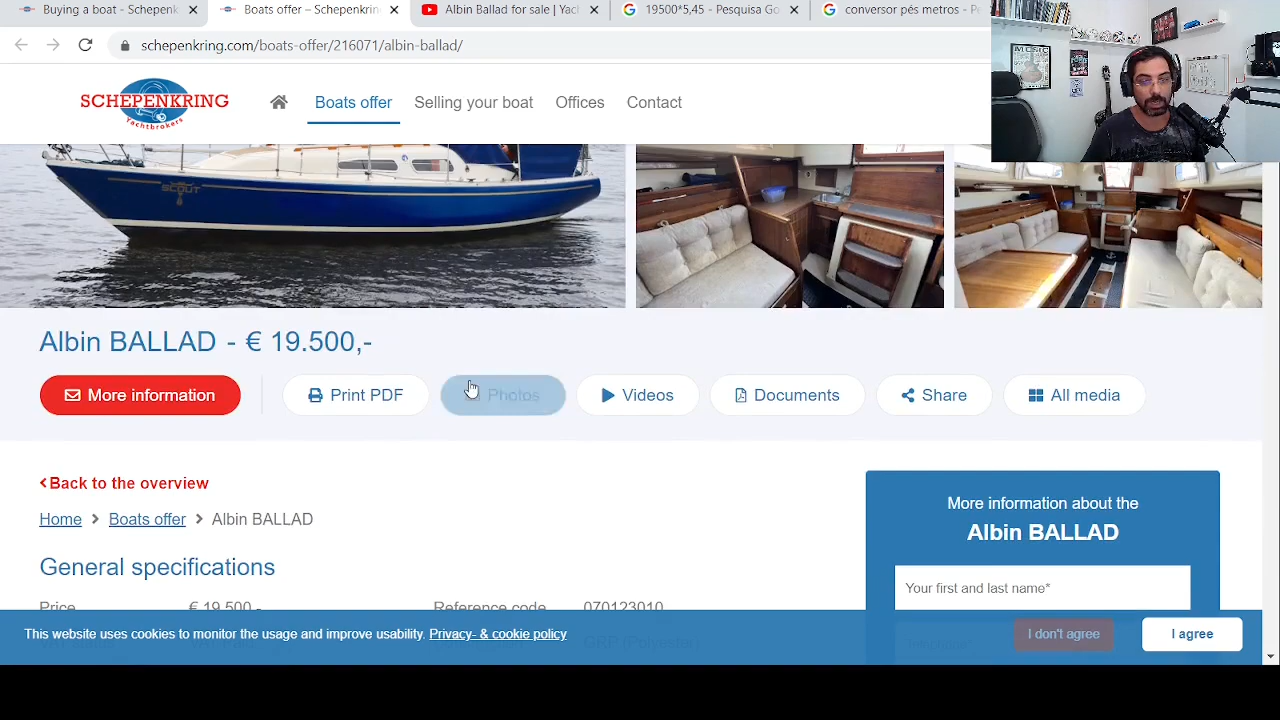 Buying a boat - Schepenk
Boats offer – Schepenkrin
Albin Ballad for sale | Yac
19500*5,45 - Pesquisa Go
conversor pés metros - P
schepenkring.com/boats-offer/216071/albin-ballad/
MUSIC
SCHEPENKRING
Yachtbrokers
Boats offer
Selling your boat
Offices
Contact
SCOUT
Albin BALLAD - € 19.500,-
More information
Print PDF
Photos
Videos
Documents
Share
All media
Back to the overview
Home > Boats offer > Albin BALLAD
More information about the
Albin BALLAD
Your first and last name*
General specifications
Price
€ 19.500,-
Reference code
070123010
This website uses cookies to monitor the usage and improve usability. Privacy- & cookie policy
I don't agree
I agree